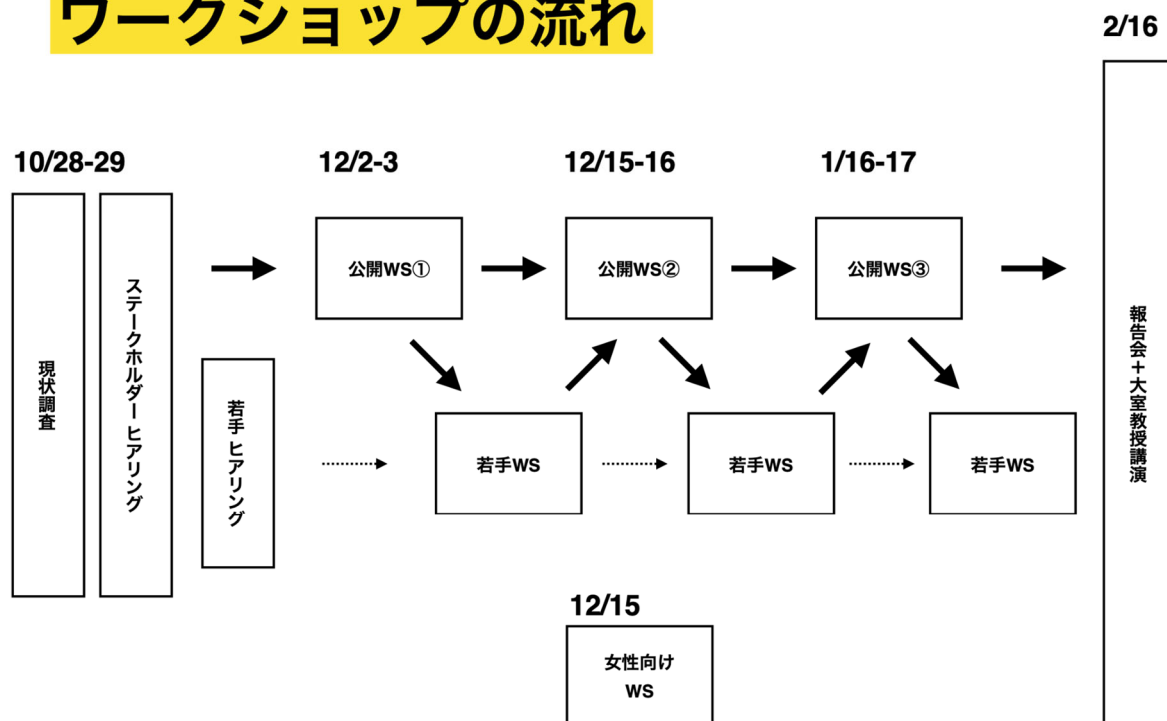 ワークショップの流れ
2/16
10/28-29
12/2-3
12/15-16
1/16-17
現状調査
ステークホルダー ヒアリング
若手 ヒアリング
公開WS①
公開WS②
公開WS③
若手WS
若手WS
若手WS
報告会＋大室教授講演
12/15
女性向け
WS